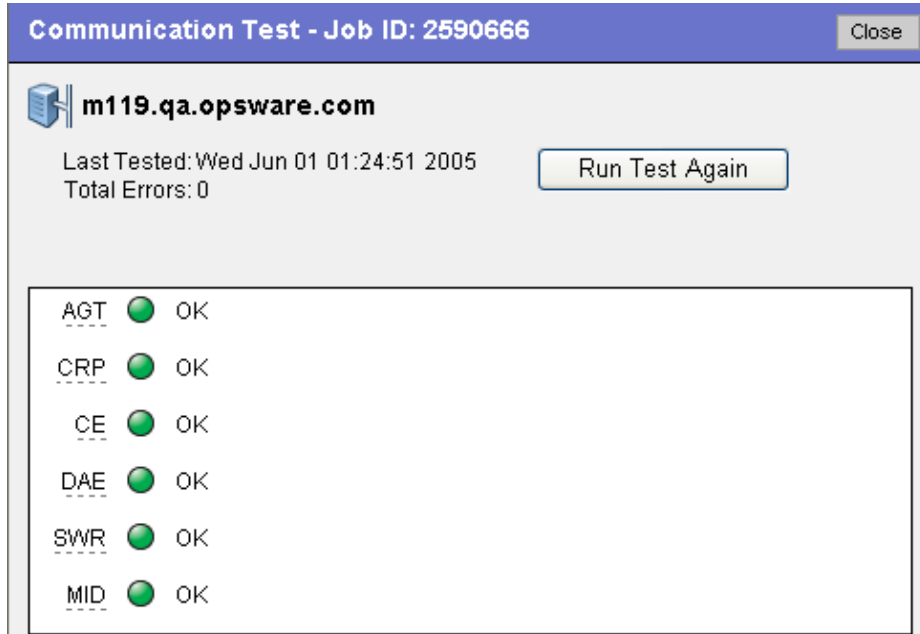 Communication Test - Job ID: 2590666
Close
m119.qa.opsware.com
Last Tested: Wed Jun 01 01:24:51 2005
Run Test Again
Total Errors: 0
AGT OK
CRP OK
CE OK
DAE OK
SWR OK
MID OK